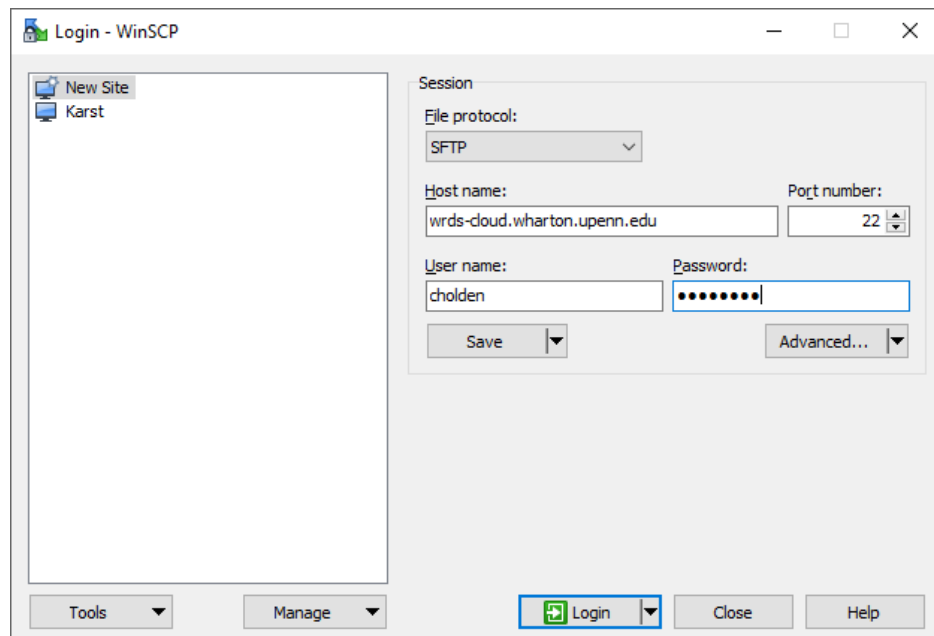 Login - WinSCP
New Site
Karst
Session
File protocol:
SFTP
Host name:
Port number:
wrds-cloud.wharton.upenn.edu
22
User name:
Password:
cholden
••••••••
Save
Advanced...
Tools
Manage
Login
Close
Help